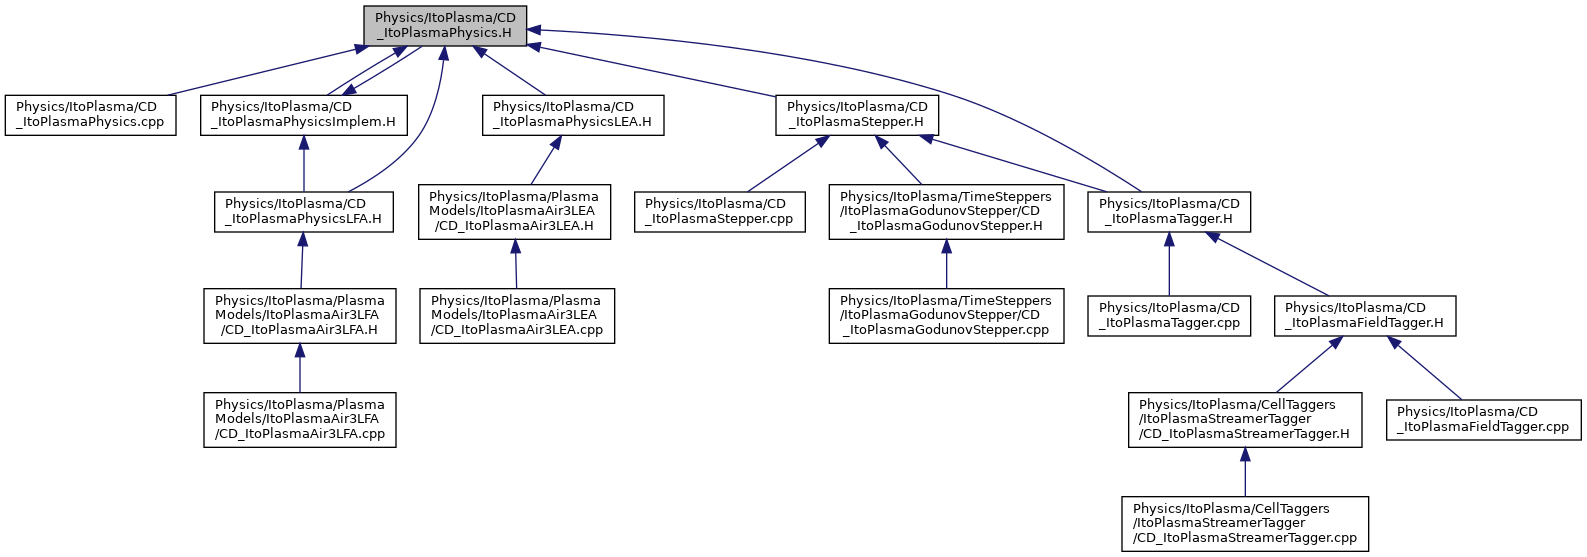 Physics/ItoPlasma/CD
_ItoPlasmaPhysics.H
Physics/ItoPlasma/CD
_ItoPlasmaPhysics.cpp
Physics/ItoPlasma/CD
_ItoPlasmaPhysicsImplem.H
Physics/ItoPlasma/CD
_ItoPlasmaPhysicsLEA.H
Physics/ItoPlasma/CD
_ItoPlasmaStepper.H
Physics/ItoPlasma/CD
_ItoPlasmaPhysicsLFA.H
Physics/ItoPlasma/Plasma
Models/ItoPlasmaAir3LEA
/CD_ItoPlasmaAir3LEA.H
Physics/ItoPlasma/CD
_ItoPlasmaStepper.cpp
Physics/ItoPlasma/TimeSteppers
/ItoPlasmaGodunovStepper/CD
_ItoPlasmaGodunovStepper.H
Physics/ItoPlasma/CD
_ItoPlasmaTagger.H
Physics/ItoPlasma/Plasma
Models/ItoPlasmaAir3LFA
/CD_ItoPlasmaAir3LFA.H
Physics/ItoPlasma/Plasma
Models/ItoPlasmaAir3LEA
/CD_ItoPlasmaAir3LEA.cpp
Physics/ItoPlasma/TimeSteppers
/ItoPlasmaGodunovStepper/CD
_ItoPlasmaGodunovStepper.cpp
Physics/ItoPlasma/CD
_ItoPlasmaTagger.cpp
Physics/ItoPlasma/CD
_ItoPlasmaFieldTagger.H
Physics/ItoPlasma/Plasma
Models/ItoPlasmaAir3LFA
/CD_ItoPlasmaAir3LFA.cpp
Physics/ItoPlasma/CellTaggers
/ItoPlasmaStreamerTagger
/CD_ItoPlasmaStreamerTagger.H
Physics/ItoPlasma/CD
_ItoPlasmaFieldTagger.cpp
Physics/ItoPlasma/CellTaggers
/ItoPlasmaStreamerTagger
/CD_ItoPlasmaStreamerTagger.cpp